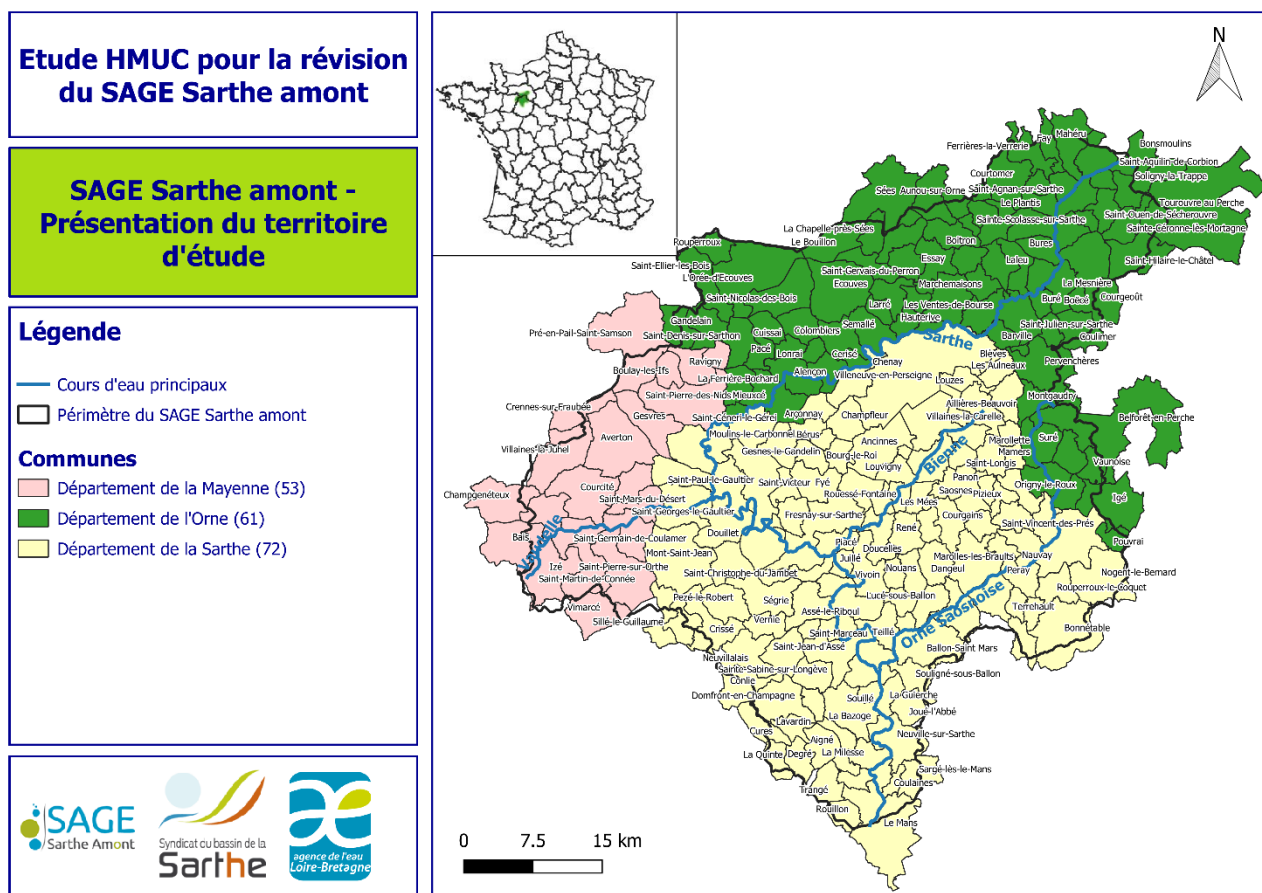 Etude HMUC pour la révision
du SAGE Sarthe amont
SAGE Sarthe amont -
Présentation du territoire
d'étude
Légende
Cours d'eau principaux
Périmètre du SAGE Sarthe amont
Communes
Département de la Mayenne (53)
Département de l'Orne (61)
Département de la Sarthe (72)
SAGE
Sarthe Amont
Syndicat du bassin de la
Sarthe
agence de l'eau
Loire-Bretagne
N
Fay
Mahéru
Ferrières-la-Verrerie
Bonsmoulins
Saint-Aquilin-de-Corbion
Courtomer
Soligny-la-Trappe
Sées
Aunou-sur-Orne
Saint-Agnan-sur-Sarthe
Le Plantis
Tourouvre au Perche
Saint-Ouen-de-Sécherouvre
Sainte-Scolasse-sur-Sarthe
Sainte-Céronne-lès-Mortagne
La Chapelle-près-Sées
Le Bouillon
Rouperroux
Boitron
Bures
Essay
Laleu
Saint-Hilaire-le-Châtel
Saint-Ellier-les-Bois
L'Orée-d'Ecouves
Saint-Gervais-du-Perron
Ecouves
Marchemaisons
La Mesnière
Saint-Nicolas-des-Bois
Larré
Les Ventes-de-Bourse
Buré
Boëcé
Courgeoût
Hauterive
Gandelain
Semallé
Saint-Julien-sur-Sarthe
Pré-en-Pail-Saint-Samson
Saint-Denis-sur-Sarthon
Cuissai
Colombiers
Barville
Coulimer
Pacé
Lonrai
Cerisé
Sarthe
Chenay
Blèves
Les Aulneaux
Pervenchères
Ravigny
Boulay-les-Ifs
La Ferrière-Bochard
Alençon
Villeneuve-en-Perseigne
Louzes
Saint-Pierre-des-Nids
Mieuxcé
Allières-Beauvoir
Montgaudry
Crennes-sur-Fraubée
Gesvres
Saint-Céneri-le-Gérei
Arçonnay
Champfleur
Villaines-la-Carelle
Belforêt-en-Perche
Averton
Moulins-le-Carbonnel
Bérus
Ancinnes
Marollette
Suré
Villaines-la-Juhel
Gesnes-le-Gandelin
Bourg-le-Roi
Louvigny
Bienne
Mamers
Saint-Longis
Vaunoise
Saint-Paul-le-Gaultier
Saint-Victeur
Fyé
Rouessé-Fontaine
Panon
Saosnes
Pizieux
Origny-le-Roux
Champgenéteux
Courcité
Saint-Mars-du-Désert
Igé
Les Mées
Saint-Georges-le-Gaultier
Fresnay-sur-Sarthe
Courgains
Saint-Vincent-des-Prés
René
Bais
Vaudelle
Saint-Germain-de-Coulamer
Douillet
Piacé
Pouvrai
Juillé
Doucelles
Marolles-les-Braults
Nauvay
Mont-Saint-Jean
Izé
Saint-Pierre-sur-Orthe
Saint-Christophe-du-Jambet
Vivoin
Nouans
Dangeul
Peray
Nogent-le-Bernard
Saint-Martin-de-Connée
Rouperroux-le-Coquet
Pezé-le-Robert
Ségrie
Lucé-sous-Ballon
Vimarcé
Assé-le-Riboul
Terrehault
Sillé-le-Guillaume
Vernie
Orne Saosnoise
Crissé
Saint-Marceau
Teillé
Bonnétable
Saint-Jean-d'Assé
Ballon-Saint Mars
Neuvillalais
Sainte-Sabine-sur-Longève
Souligné-sous-Ballon
Conlie
Domfront-en-Champagne
Souillé
La Guierche
Lavardin
La Bazoge
Joué-l'Abbé
Cures
Aigné
Neuville-sur-Sarthe
La Quinte
Degré
La Milesse
Sargé-lès-le-Mans
Trangé
Coulaines
Rouillon
Le Mans
0 7.5 15 km